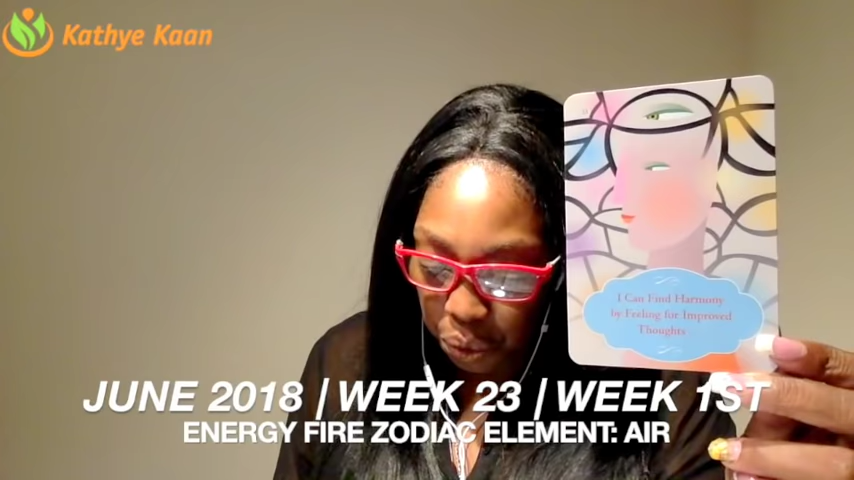 Kathye Kaan
I Can Find Harmony
by Feeling for Improved
Thoughts
JUNE 2018 | WEEK 23 | WEEK 1ST
ENERGY FIRE ZODIAC ELEMENT: AIR